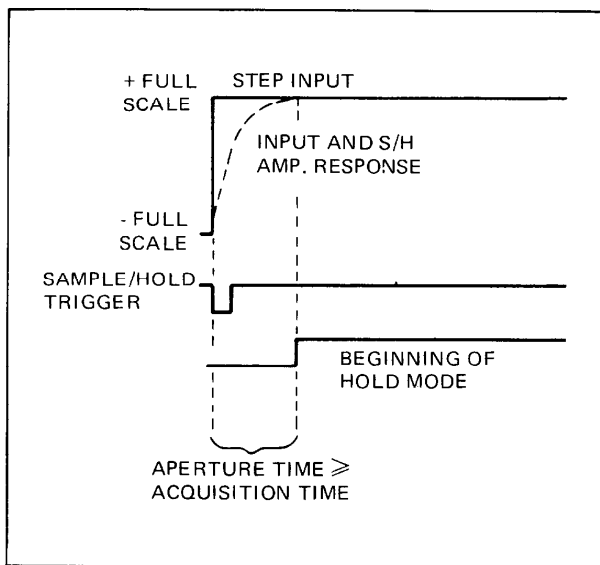 + FULL
SCALE
STEP INPUT
INPUT AND S/H
AMP. RESPONSE
- FULL
SCALE
SAMPLE/HOLD
TRIGGER
BEGINNING OF
HOLD MODE
APERTURE TIME ⩾
ACQUISITION TIME